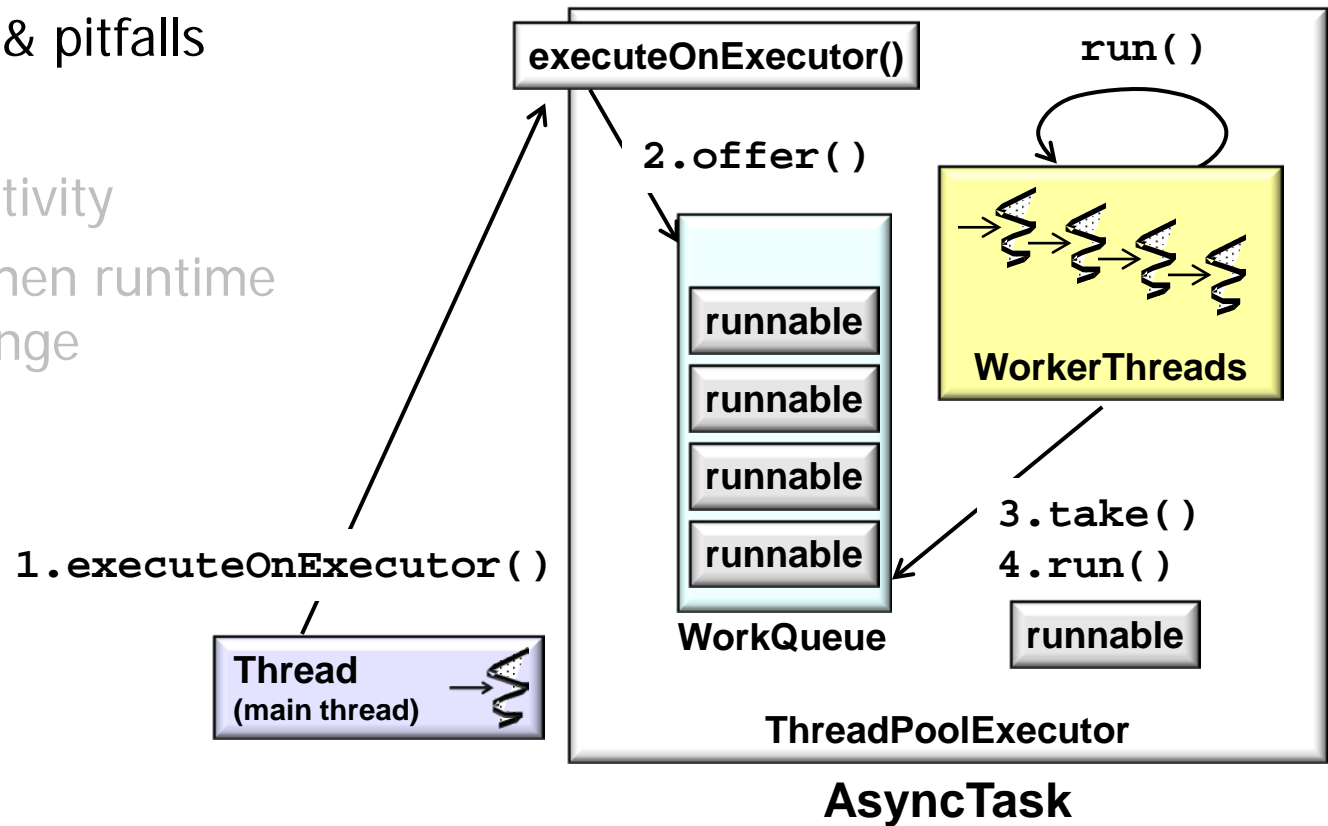 & pitfalls
tivity
hen runtime
nge
executeOnExecutor()
run()
2.offer()
runnable
runnable
runnable
runnable
WorkQueue
WorkerThreads
3.take()
4.run()
runnable
1.executeOnExecutor()
Thread
(main thread)
ThreadPoolExecutor
AsyncTask